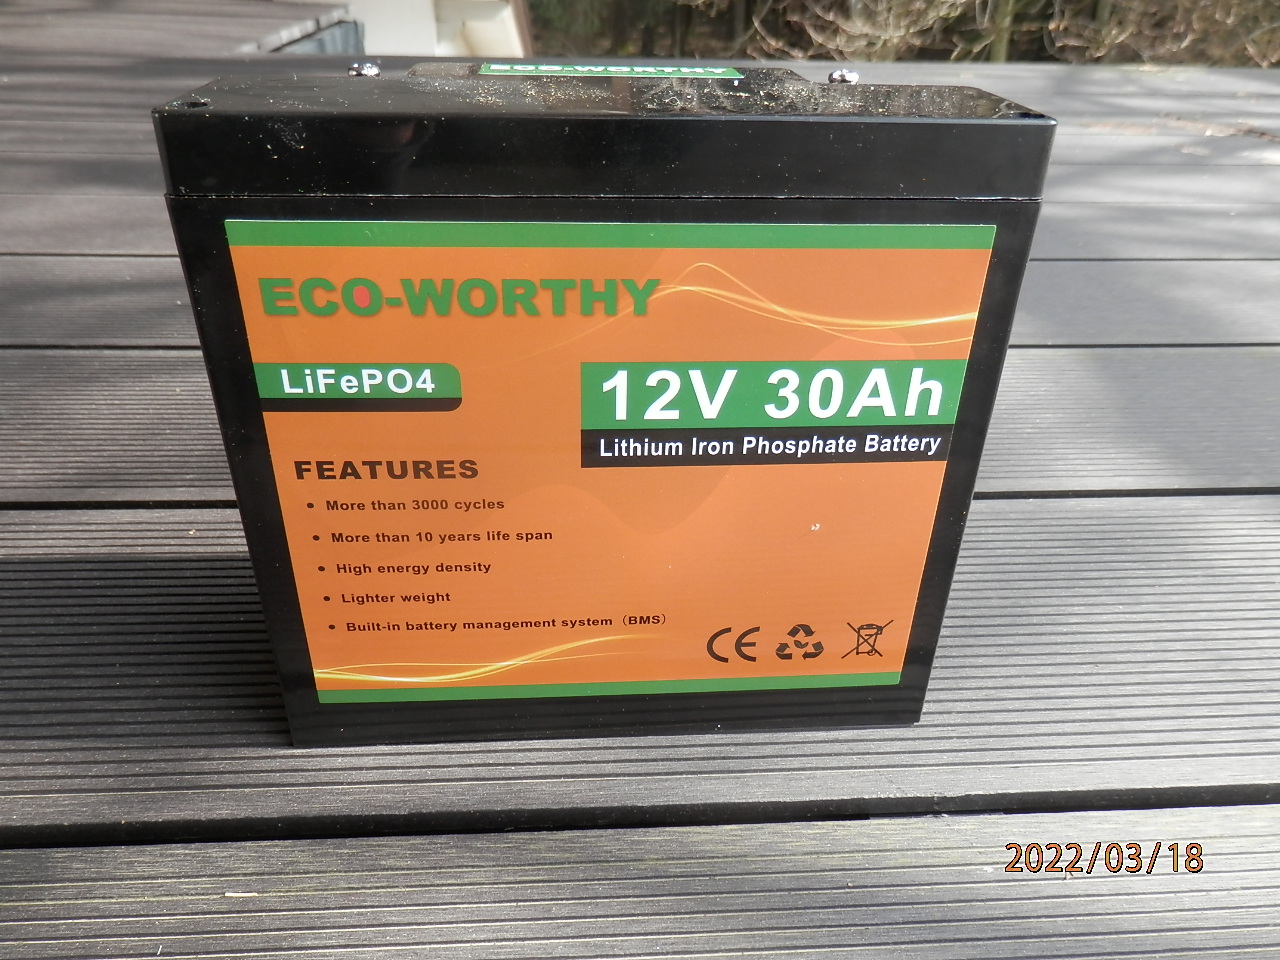 ECO-WORTHY
ECO-WORTHY
LiFePO4
12V 30Ah
Lithium Iron Phosphate Battery
FEATURES
• More than 3000 cycles
• More than 10 years life span
• High energy density
• Lighter weight
• Built-in battery management system（BMS）
CE
2022/03/18